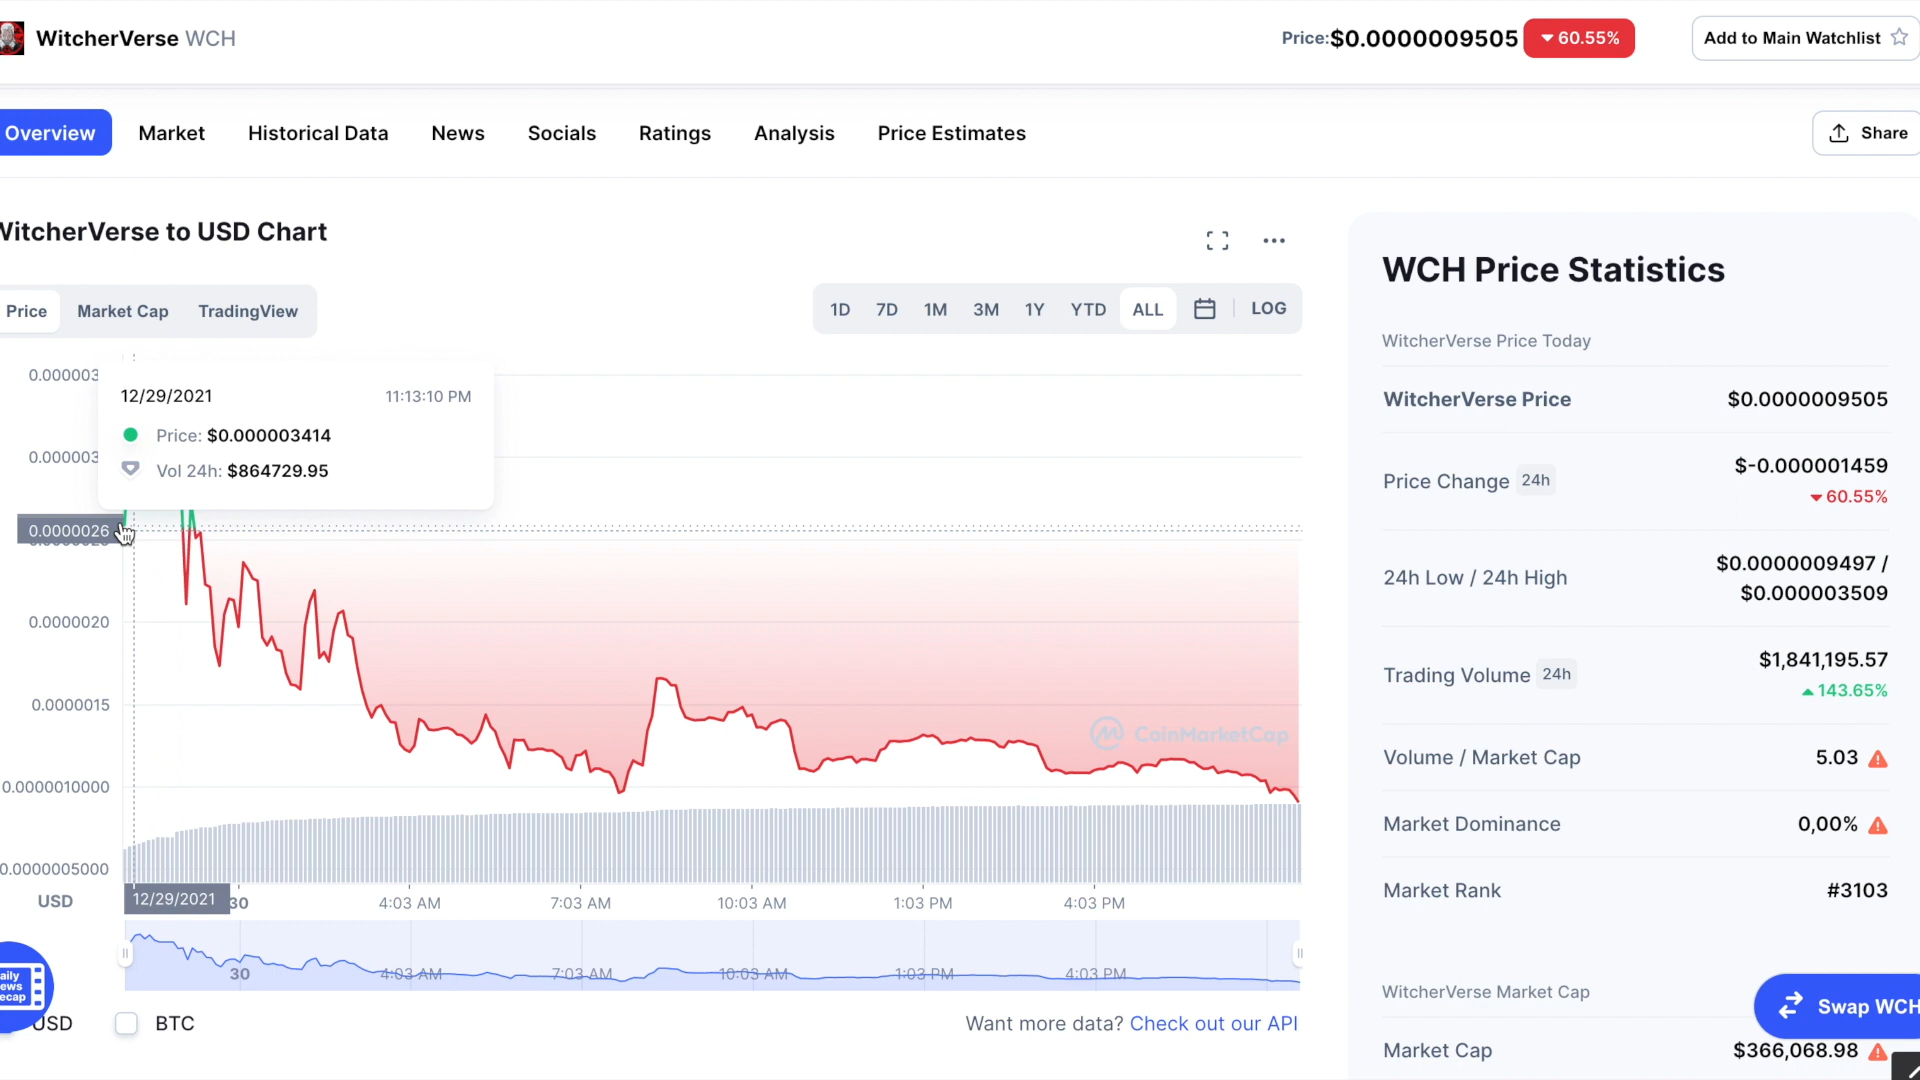 WitcherVerse WCH
Price:$0.0000009505 60.55%
Add to Main Watchlist
Overview Market Historical Data News Socials Ratings Analysis Price Estimates
Share
WitcherVerse to USD Chart
Price Market Cap TradingView
1D 7D 1M 3M 1Y YTD ALL LOG
0.000003
12/29/2021 11:13:10 PM
Price: $0.000003414
0.000003
Vol 24h: $864729.95
0.0000026
0.0000020
0.0000015
CoinMarketCap
0.0000010000
0.0000005000
USD
12/29/2021 30 4:03 AM 7:03 AM 10:03 AM 1:03 PM 4:03 PM
30 4:03 AM 7:03 AM 10:03 AM 1:03 PM 4:03 PM
aily
ews
ecap
USD BTC
Want more data? Check out our API
WCH Price Statistics
WitcherVerse Price Today
WitcherVerse Price $0.0000009505
Price Change 24h $-0.000001459
60.55%
24h Low / 24h High $0.0000009497 /
$0.000003509
Trading Volume 24h $1,841,195.57
143.65%
Volume / Market Cap 5.03
Market Dominance 0,00%
Market Rank #3103
WitcherVerse Market Cap
Swap WCH
Market Cap $366,068.98